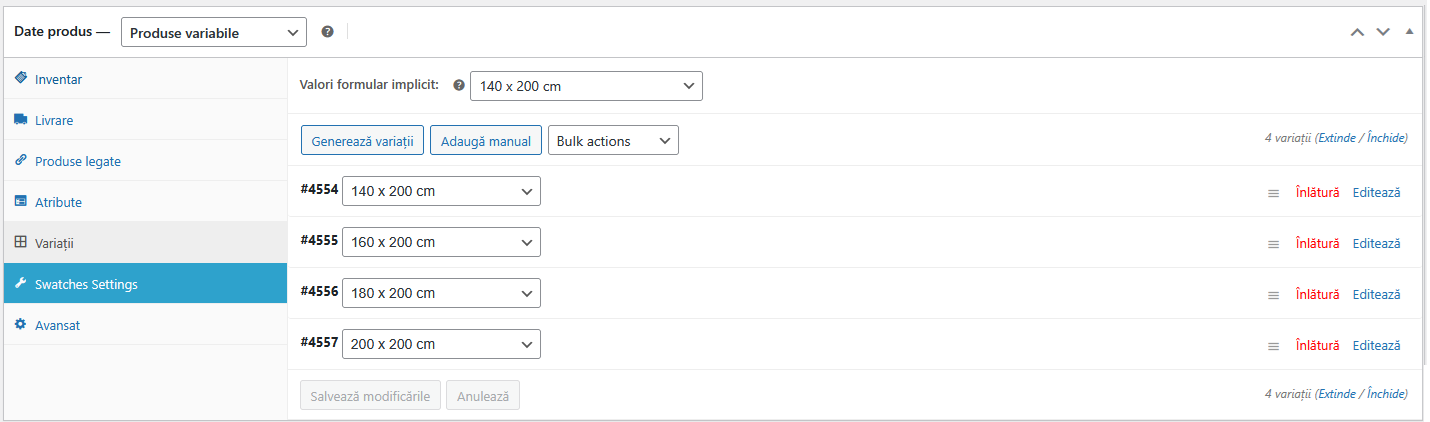 Date produs — Produse variabile
Inventar
Livrare
Produse legate
Atribute
Variații
Swatches Settings
Avansat
Valori formular implicit: 140 x 200 cm
Generează variații Adaugă manual Bulk actions 4 variații (Extinde / Închide)
#4554 140 x 200 cm Înlătură Editează
#4555 160 x 200 cm Înlătură Editează
#4556 180 x 200 cm Înlătură Editează
#4557 200 x 200 cm Înlătură Editează
Salvează modificările Anulează 4 variații (Extinde / Închide)